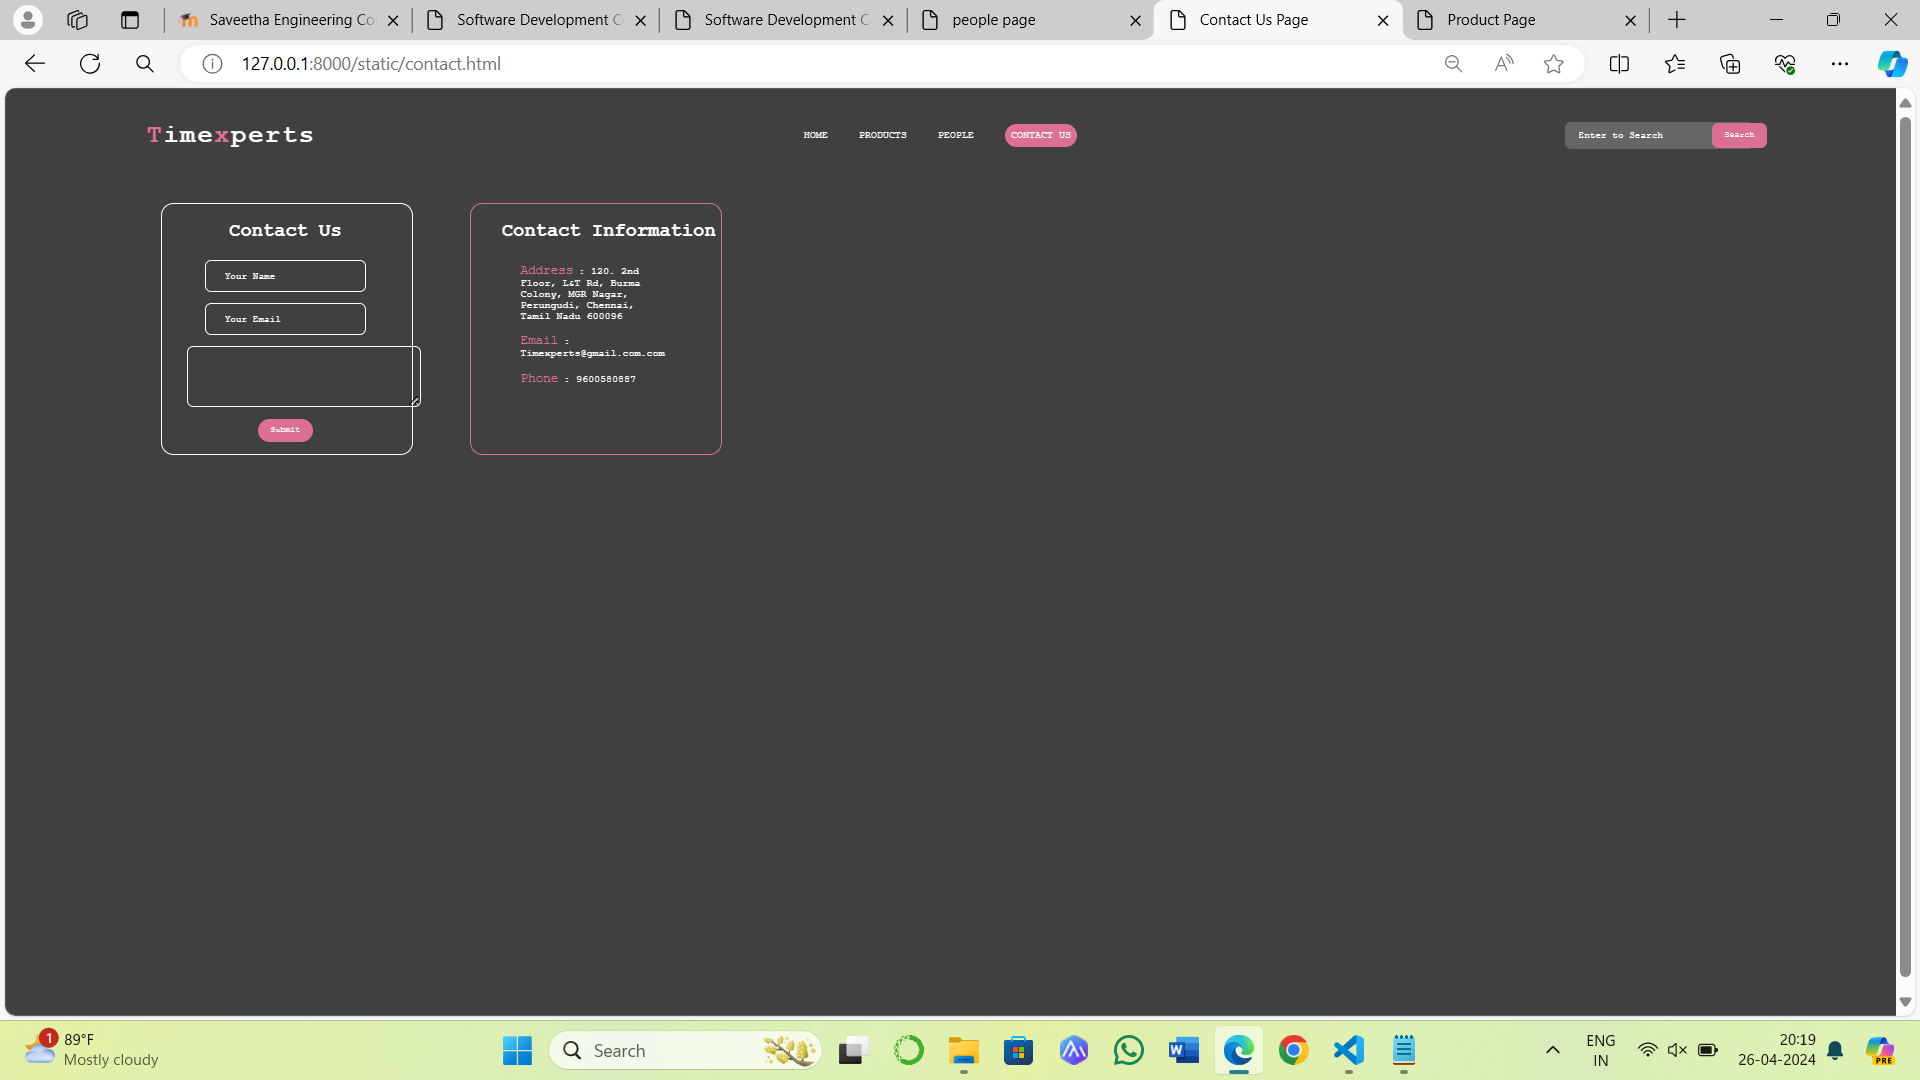 Saveetha Engineering Co
Software Development C
Software Development C
people page
Contact Us Page
Product Page
127.0.0.1:8000/static/contact.html
Timexperts
HOME
PRODUCTS
PEOPLE
CONTACT US
Enter to Search
Search
Contact Us
Your Name
Your Email
Submit
Contact Information
Address : 120. 2nd
Floor, L&T Rd, Burma
Colony, MGR Nagar,
Perungudi, Chennai,
Tamil Nadu 600096
Email :
Timexperts@gmail.com.com
Phone : 9600580887
1
89°F
Mostly cloudy
Search
ENG
IN
20:19
26-04-2024
PRE